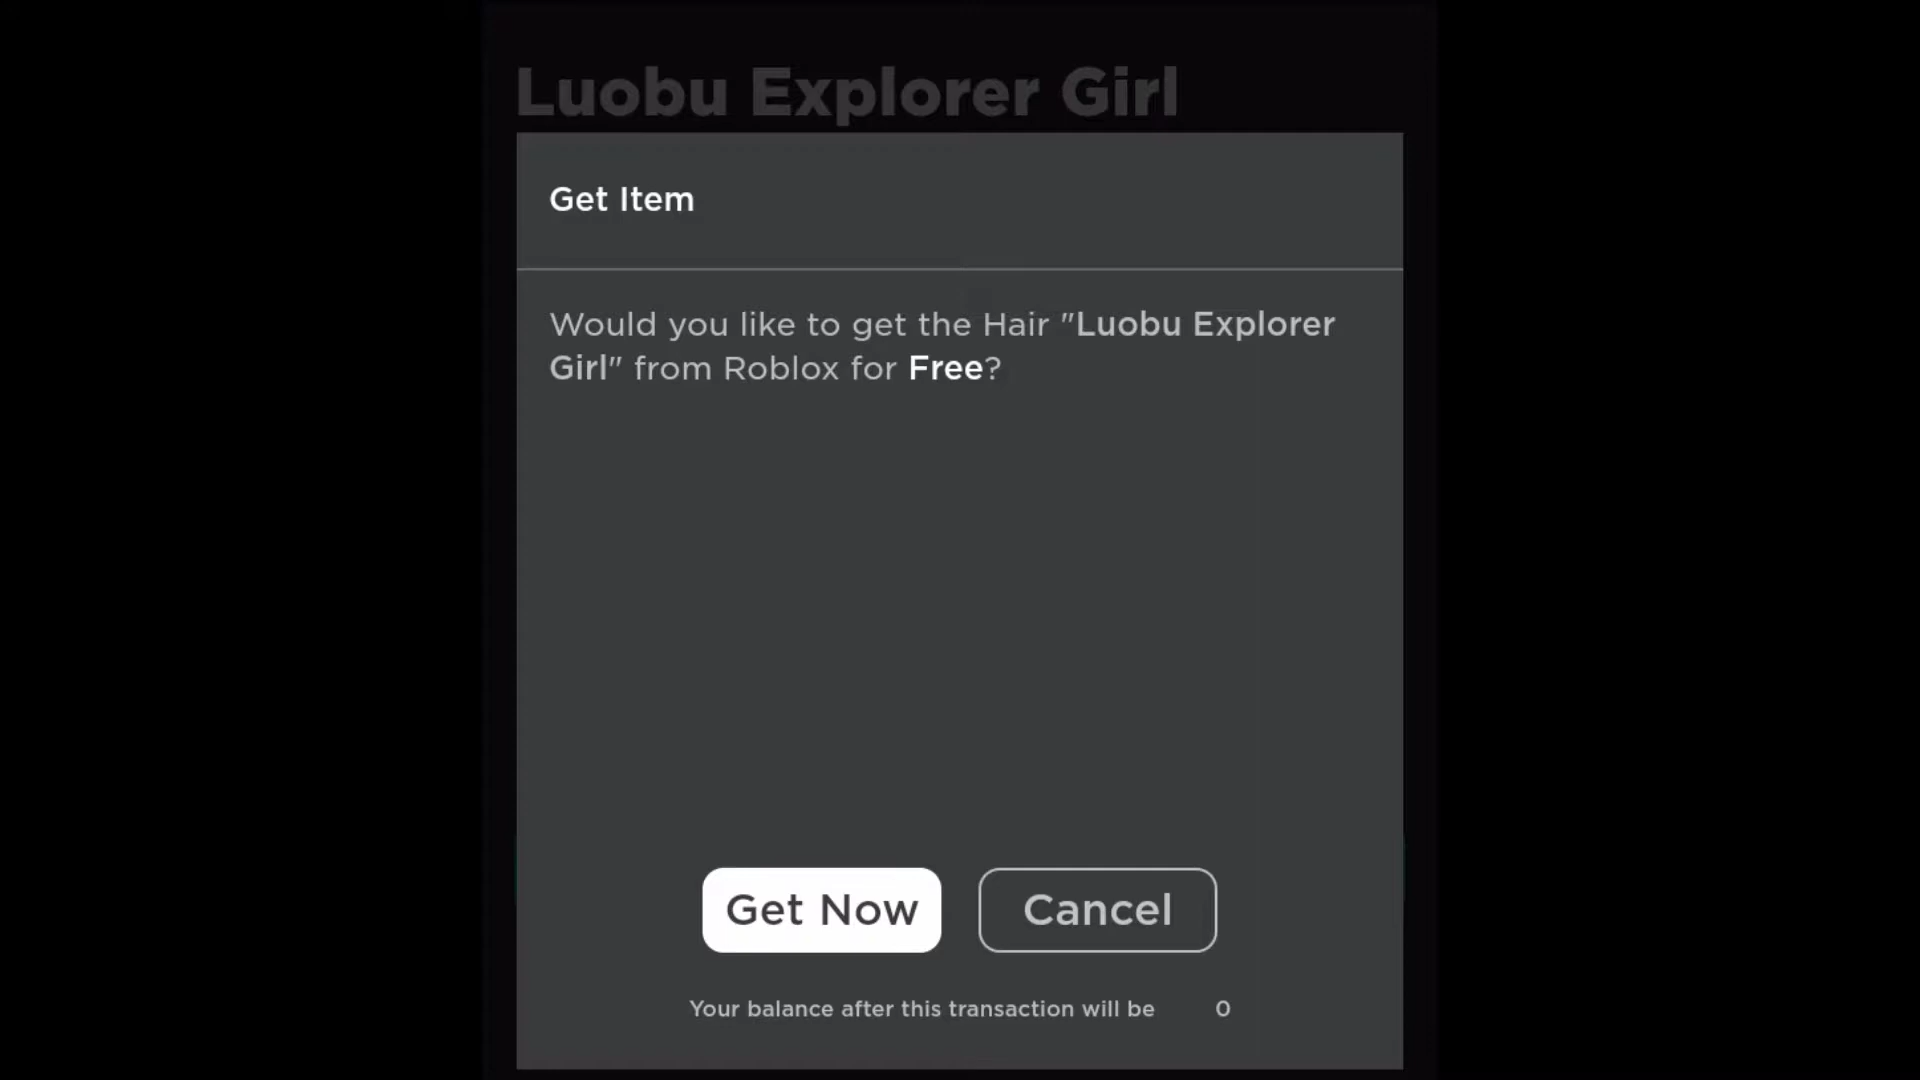 Luobu Explorer Girl
Get Item
Would you like to get the Hair "Luobu Explorer
Girl" from Roblox for Free?
Get Now
Cancel
Your balance after this transaction will be 0